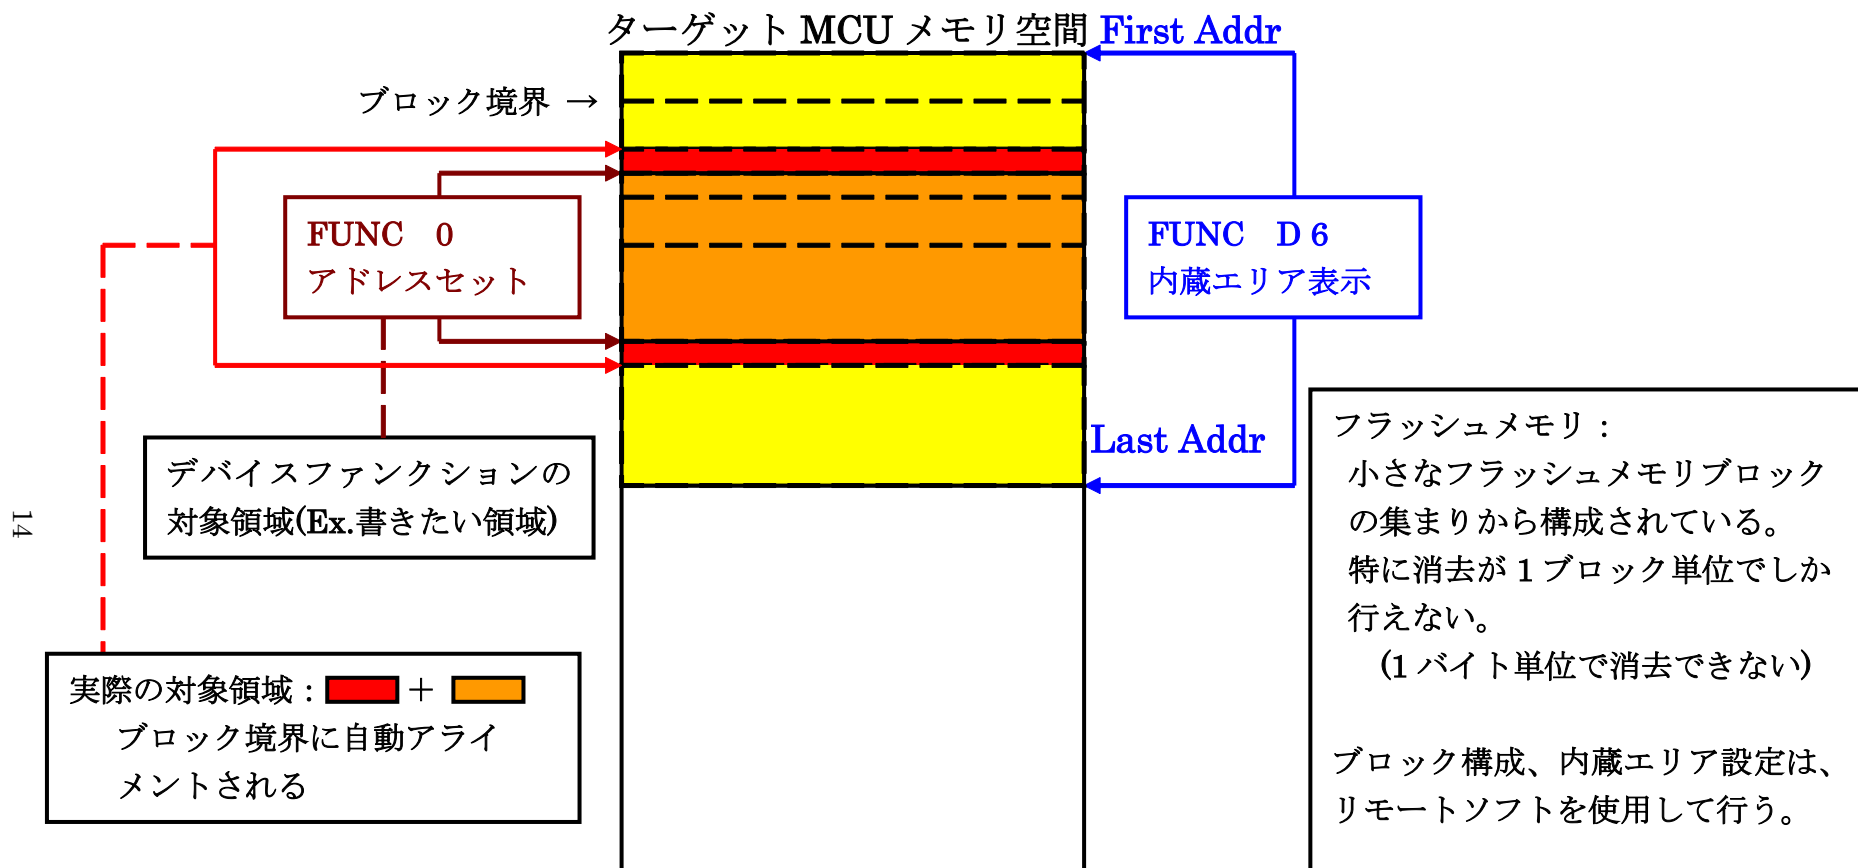 ターゲット MCU メモリ空間 First Addr
ブロック境界 →
FUNC 0
アドレスセット
FUNC D 6
内蔵エリア表示
Last Addr
デバイスファンクションの
対象領域(Ex.書きたい領域)
フラッシュメモリ：
小さなフラッシュメモリブロック
の集まりから構成されている。
特に消去が 1 ブロック単位でしか
行えない。
(1 バイト単位で消去できない)
ブロック構成、内蔵エリア設定は、
リモートソフトを使用して行う。
実際の対象領域：＋
ブロック境界に自動アライ
メントされる
14